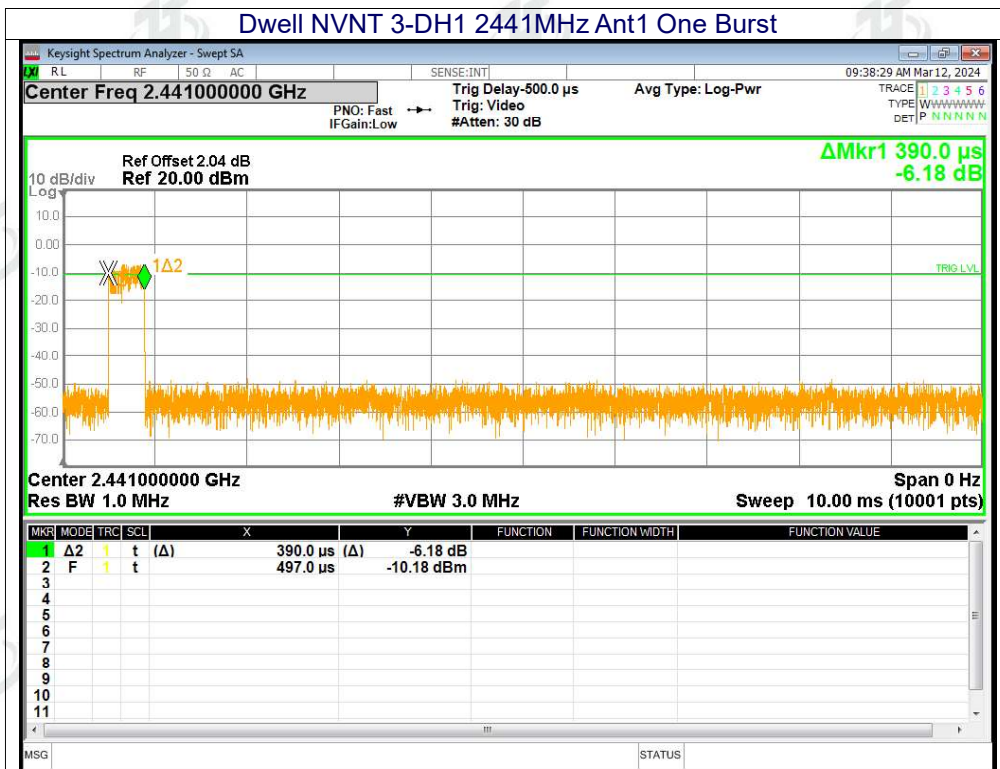 Dwell NVNT 3-DH1 2441MHz Ant1 One Burst
Keysight Spectrum Analyzer - Swept SA
LXI RL RF 50 Ω AC SENSE:INT 09:38:29 AM Mar 12, 2024
Center Freq 2.441000000 GHz Trig Delay-500.0 µs Avg Type: Log-Pwr TRACE 1 2 3 4 5 6
PNO: Fast Trig: Video TYPE WWWWWWW
IFGain:Low #Atten: 30 dB DET P N N N N N
ΔMkr1 390.0 µs
-6.18 dB
Ref Offset 2.04 dB
10 dB/div Ref 20.00 dBm
Log
10.0
0.00
-10.0 1Δ2 TRIG LVL
-20.0
-30.0
-40.0
-50.0
-60.0
-70.0
Center 2.441000000 GHz Span 0 Hz
Res BW 1.0 MHz #VBW 3.0 MHz Sweep 10.00 ms (10001 pts)
MKR MODE TRC SCL X Y FUNCTION FUNCTION WIDTH FUNCTION VALUE
1 Δ2 1 t (Δ) 390.0 µs (Δ) -6.18 dB
2 F 1 t 497.0 µs -10.18 dBm
3
4
5
6
7
8
9
10
11
MSG STATUS